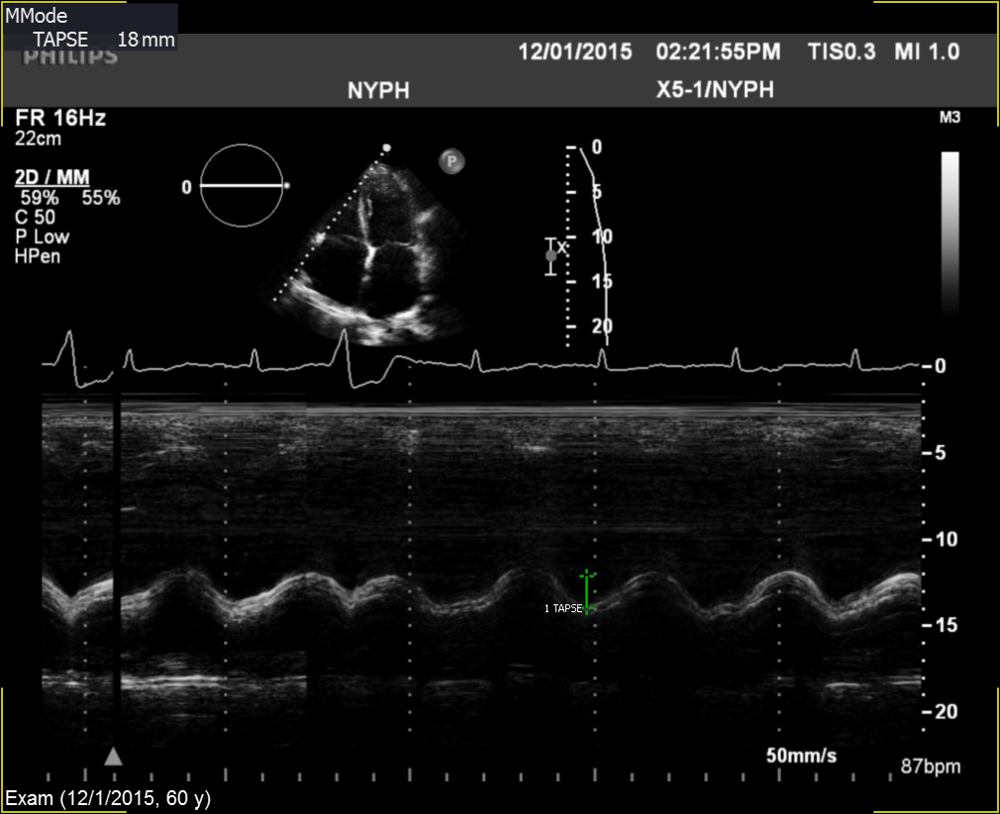 MMode
TAPSE 18 mm
PHILIPS
12/01/2015 02:21:55PM TIS0.3 MI 1.0
NYPH X5-1/NYPH
FR 16Hz
22cm
M3
2D / MM
59% 55%
C 50
P Low
HPen
0
P
0
5
X 10
15
20
0
5
10
1 TAPSE
15
20
50mm/s
87bpm
Exam (12/1/2015, 60 y)